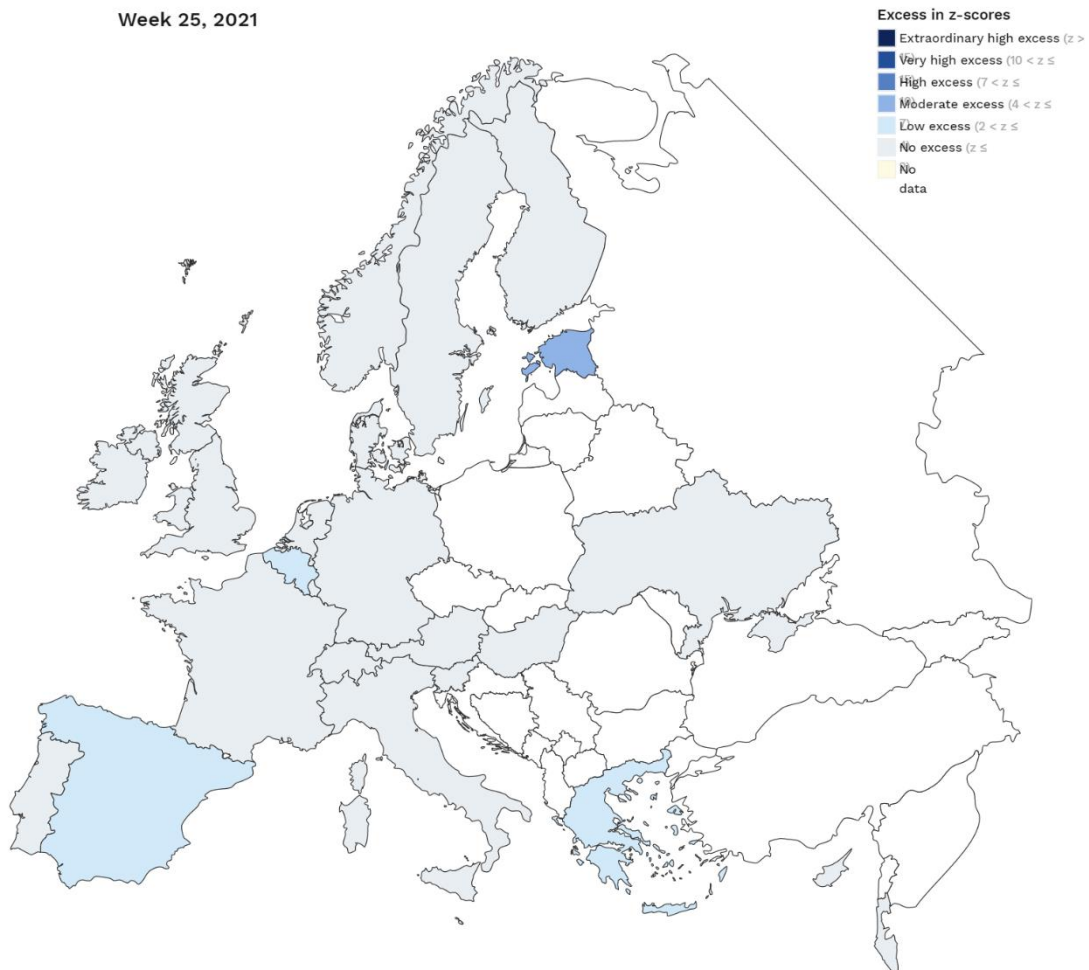 Week 25, 2021
Excess in z-scores
Extraordinary high excess (z >
Very high excess (10 < z ≤
High excess (7 < z ≤
Moderate excess (4 < z ≤
Low excess (2 < z ≤
No excess (z ≤
No
data